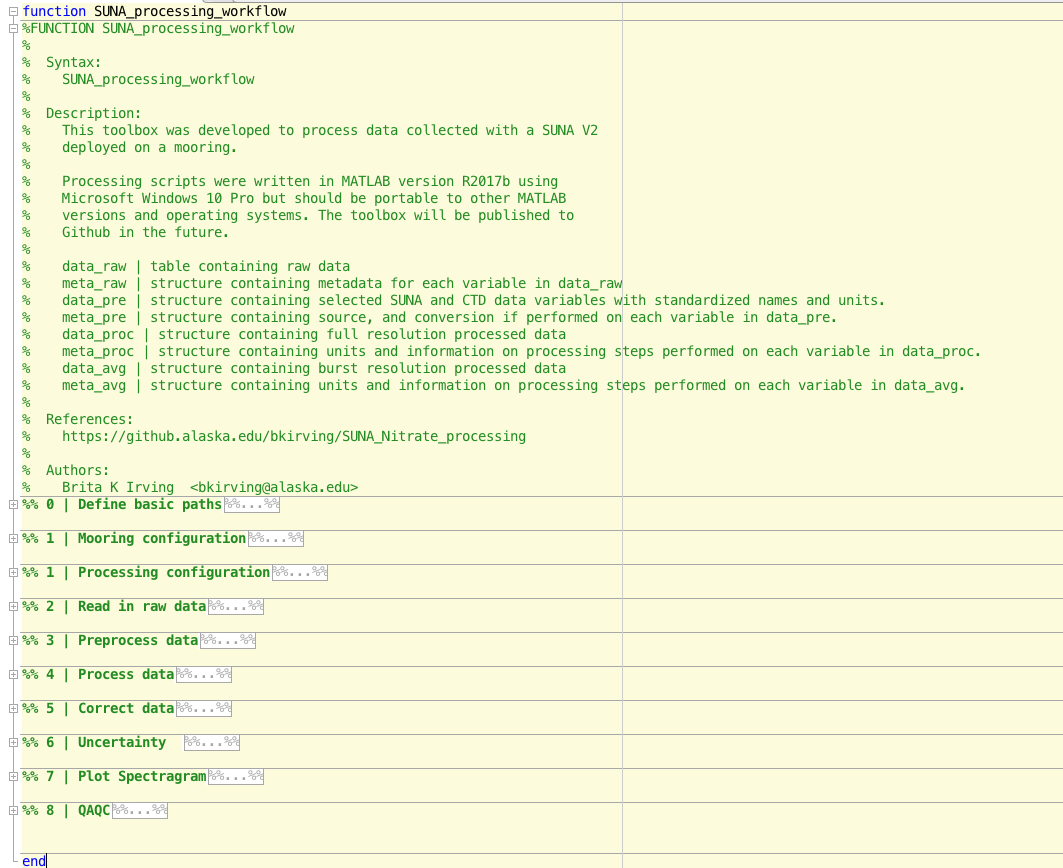 function SUNA_processing_workflow
%FUNCTION SUNA_processing_workflow
%
%  Syntax:
%    SUNA_processing_workflow
%
%  Description:
%    This toolbox was developed to process data collected with a SUNA V2
%    deployed on a mooring.
%
%    Processing scripts were written in MATLAB version R2017b using
%    Microsoft Windows 10 Pro but should be portable to other MATLAB
%    versions and operating systems. The toolbox will be published to
%    Github in the future.
%
%    data_raw | table containing raw data
%    meta_raw | structure containing metadata for each variable in data_raw
%    data_pre | structure containing selected SUNA and CTD data variables with standardized names and units.
%    meta_pre | structure containing source, and conversion if performed on each variable in data_pre.
%    data_proc | structure containing full resolution processed data
%    meta_proc | structure containing units and information on processing steps performed on each variable in data_proc.
%    data_avg | structure containing burst resolution processed data
%    meta_avg | structure containing units and information on processing steps performed on each variable in data_avg.
%
%  References:
%    https://github.alaska.edu/bkirving/SUNA_Nitrate_processing
%
%  Authors:
%    Brita K Irving  <bkirving@alaska.edu>
%% 0 | Define basic paths %%...%%
%% 1 | Mooring configuration %%...%%
%% 1 | Processing configuration %%...%%
%% 2 | Read in raw data %%...%%
%% 3 | Preprocess data %%...%%
%% 4 | Process data %%...%%
%% 5 | Correct data %%...%%
%% 6 | Uncertainty  %%...%%
%% 7 | Plot Spectragram %%...%%
%% 8 | QAQC %%...%%
end